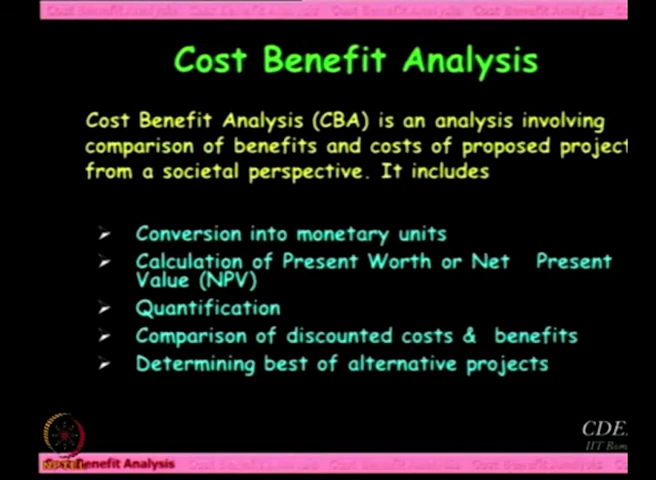 Cost Benefit Analysis
Cost Benefit Analysis (CBA) is an analysis involving
comparison of benefits and costs of proposed project
from a societal perspective. It includes
Conversion into monetary units
Calculation of Present Worth or Net Present
Value (NPV)
Quantification
Comparison of discounted costs & benefits
Determining best of alternative projects
CDE
IIT Bom
NPTEL
Benefit Analysis